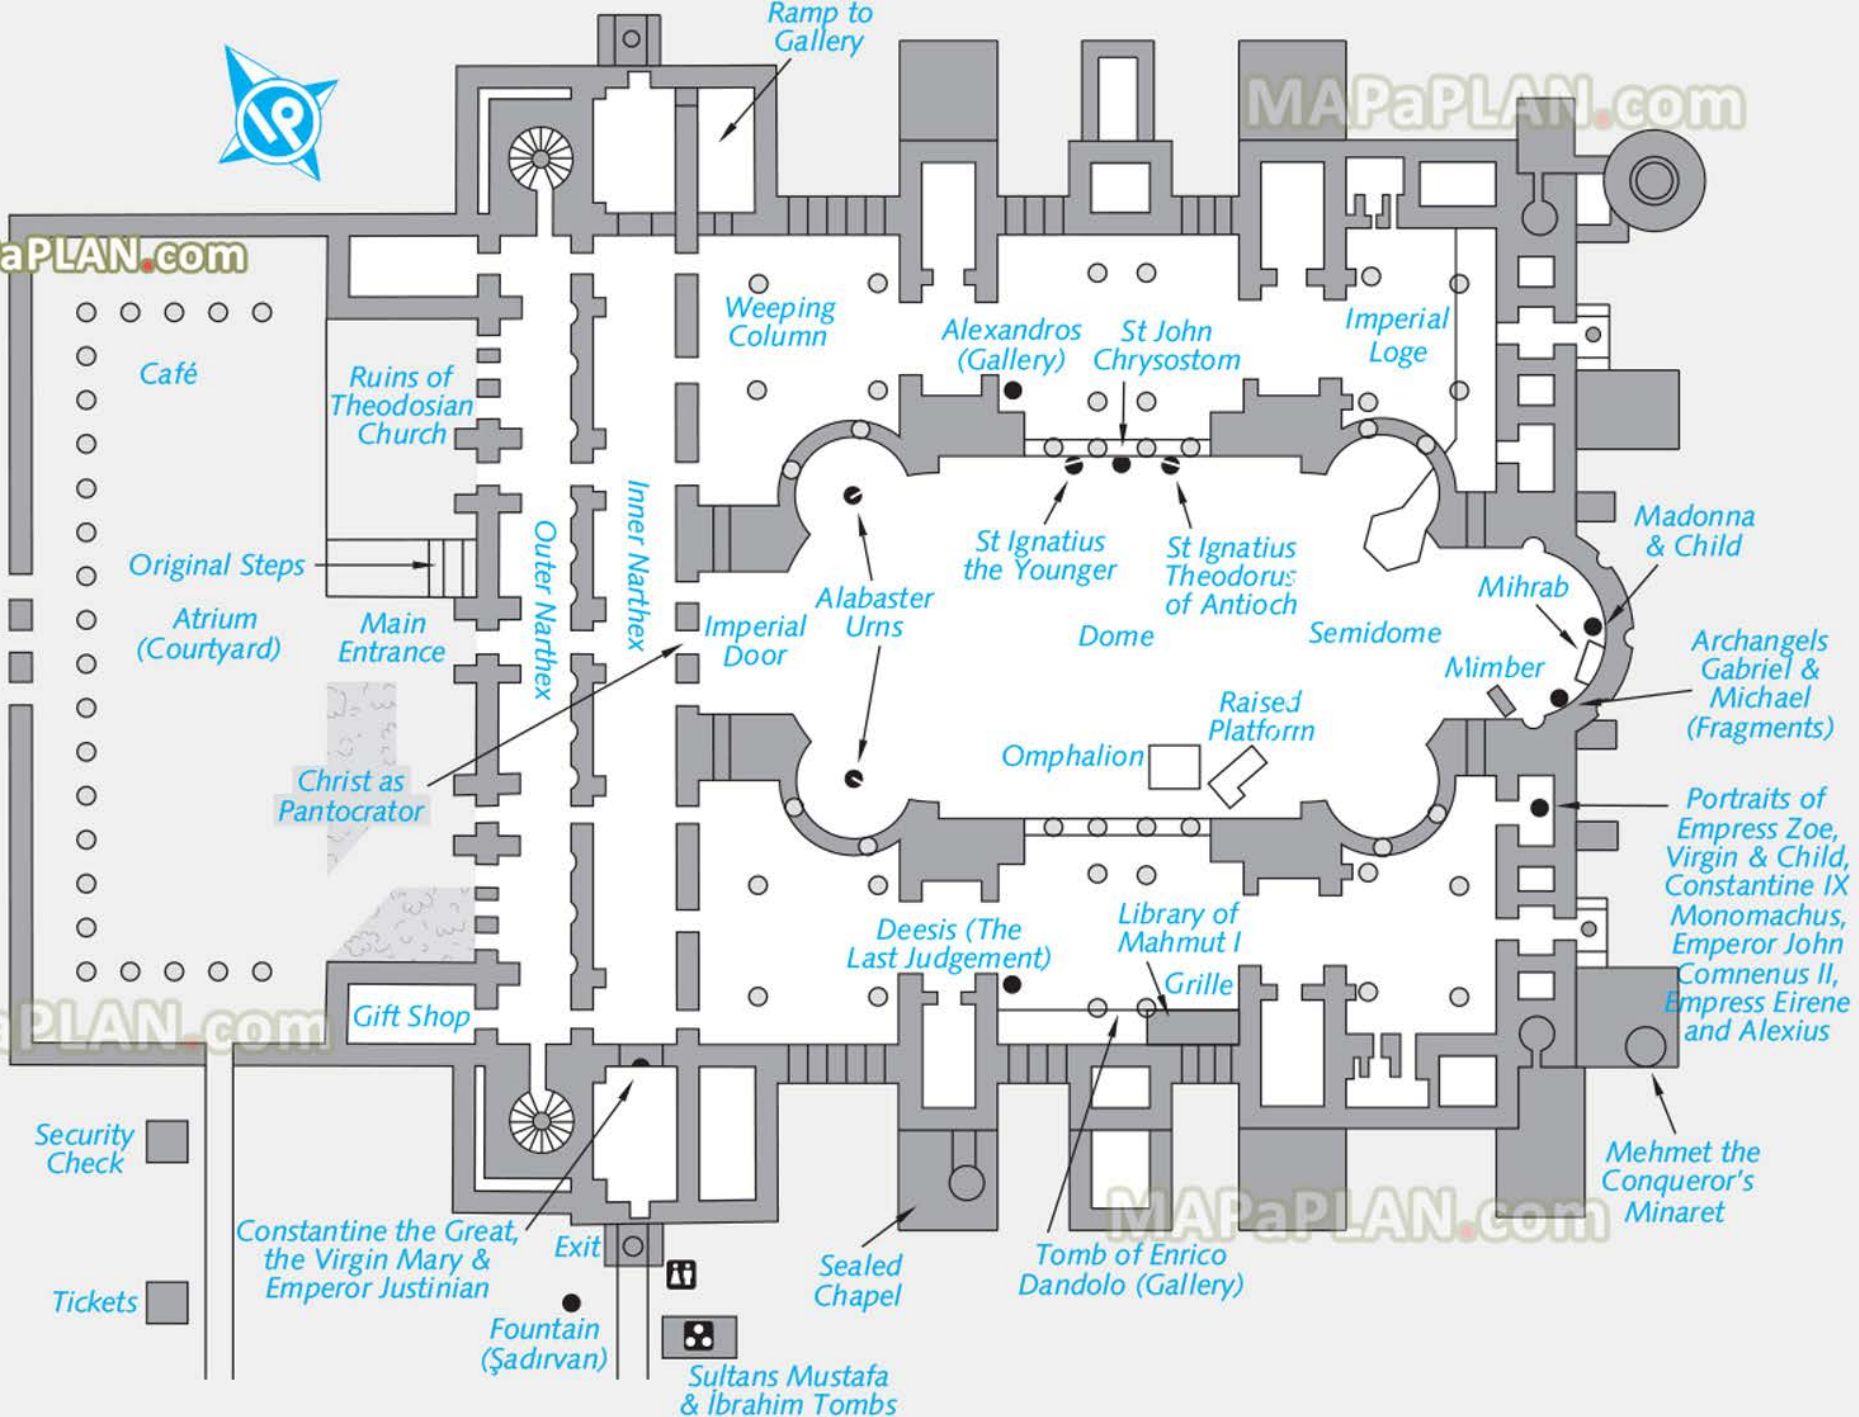 Ramp to
Gallery
MAPaPLAN.com
aPLAN.com
Weeping
Column
Alexandros
(Gallery)
St John
Chrysostom
Imperial
Loge
Café
Ruins of
Theodosian
Church
Original Steps
Atrium
(Courtyard)
Main
Entrance
Outer Narthex
Inner Narthex
Imperial
Door
Alabaster
Urns
St Ignatius
the Younger
St Ignatius
Theodorus
of Antioch
Dome
Semidome
Madonna
& Child
Mihrab
Mimber
Archangels
Gabriel &
Michael
(Fragments)
Raised
Platform
Omphalion
Christ as
Pantocrator
Portraits of
Empress Zoe,
Virgin & Child,
Constantine IX
Monomachus,
Emperor John
Comnenus II,
Empress Eirene
and Alexius
Deesis (The
Last Judgement)
Library of
Mahmut I
Grille
Gift Shop
aPLAN.com
Security
Check
Tickets
Constantine the Great,
the Virgin Mary &
Emperor Justinian
Exit
Fountain
(Şadırvan)
Sultans Mustafa
& İbrahim Tombs
Sealed
Chapel
Tomb of Enrico
Dandolo (Gallery)
MAPaPLAN.com
Mehmet the
Conqueror's
Minaret